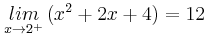 lim_{x→2⁺} (x² + 2x + 4) = 12